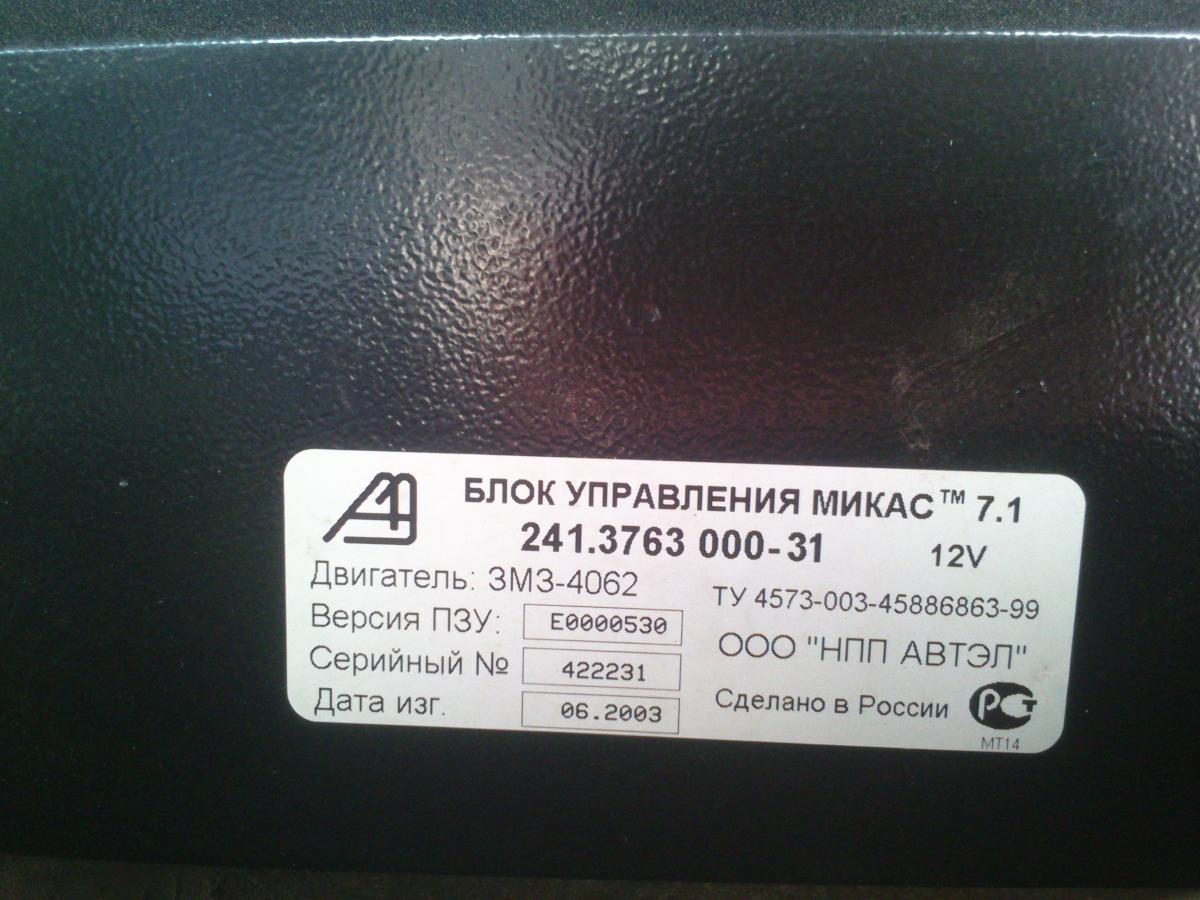 БЛОК УПРАВЛЕНИЯ МИКАС™ 7.1
241.3763 000-31 12V
Двигатель: ЗМЗ-4062
ТУ 4573-003-45886863-99
Версия ПЗУ: E0000530
ООО "НПП АВТЭЛ"
Серийный № 422231
Сделано в России
Дата изг. 06.2003
РСТ
МТ14